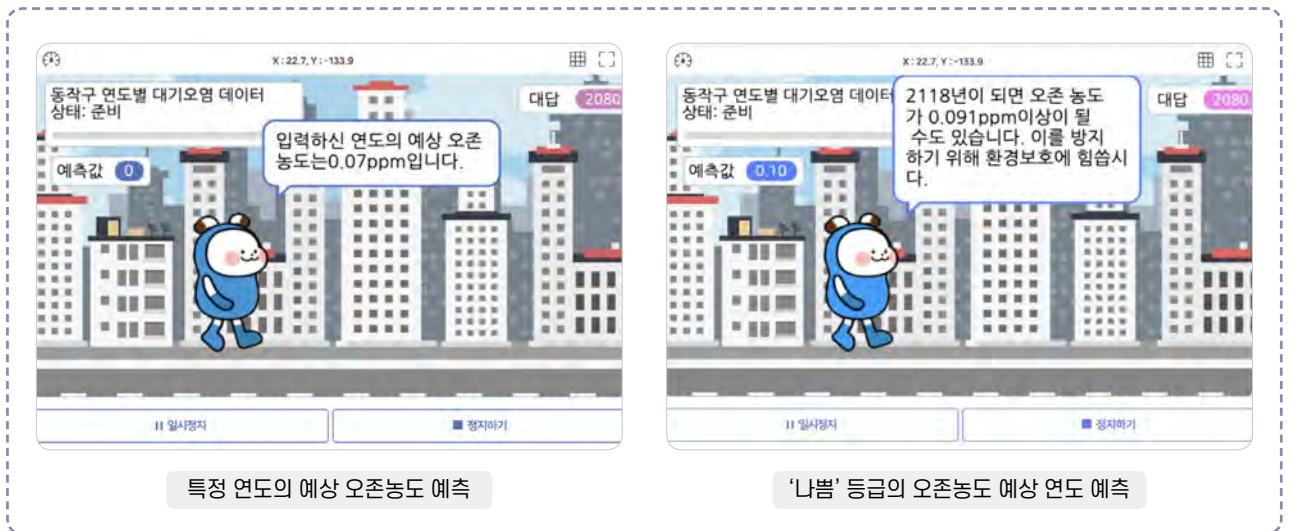 X : 22.7, Y : -133.9
동작구 연도별 대기오염 데이터
상태: 준비
대답 2080
입력하신 연도의 예상 오존
농도는0.07ppm입니다.
예측값 0
일시정지
정지하기
특정 연도의 예상 오존농도 예측
X : 22.7, Y : -133.9
동작구 연도별 대기오염 데이터
상태: 준비
대답 2080
2118년이 되면 오존 농도
가 0.091ppm이상이 될
수도 있습니다. 이를 방지
하기 위해 환경보호에 힘씁시
다.
예측값 0.10
일시정지
정지하기
‘나쁨’ 등급의 오존농도 예상 연도 예측